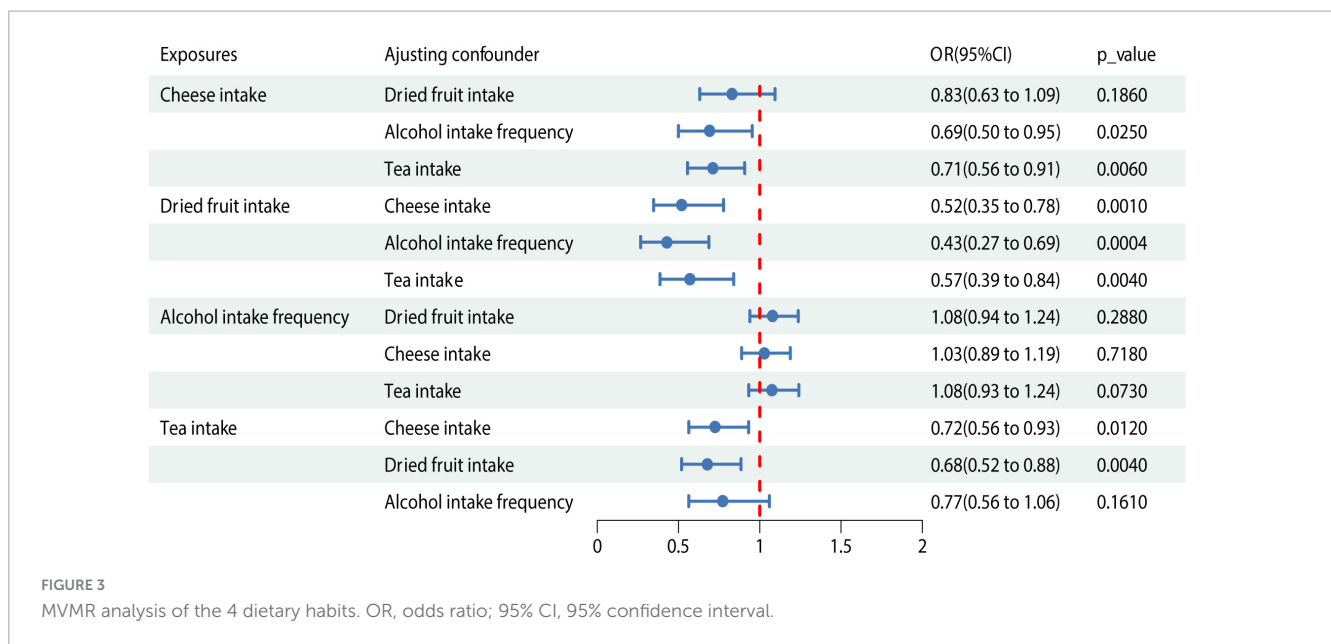 Exposures Ajusting confounder OR(95%CI) p_value
Cheese intake Dried fruit intake 0.83(0.63 to 1.09) 0.1860
Alcohol intake frequency 0.69(0.50 to 0.95) 0.0250
Tea intake 0.71(0.56 to 0.91) 0.0060
Dried fruit intake Cheese intake 0.52(0.35 to 0.78) 0.0010
Alcohol intake frequency 0.43(0.27 to 0.69) 0.0004
Tea intake 0.57(0.39 to 0.84) 0.0040
Alcohol intake frequency Dried fruit intake 1.08(0.94 to 1.24) 0.2880
Cheese intake 1.03(0.89 to 1.19) 0.7180
Tea intake 1.08(0.93 to 1.24) 0.0730
Tea intake Cheese intake 0.72(0.56 to 0.93) 0.0120
Dried fruit intake 0.68(0.52 to 0.88) 0.0040
Alcohol intake frequency 0.77(0.56 to 1.06) 0.1610
0 0.5 1 1.5 2
FIGURE 3
MVMR analysis of the 4 dietary habits. OR, odds ratio; 95% CI, 95% confidence interval.